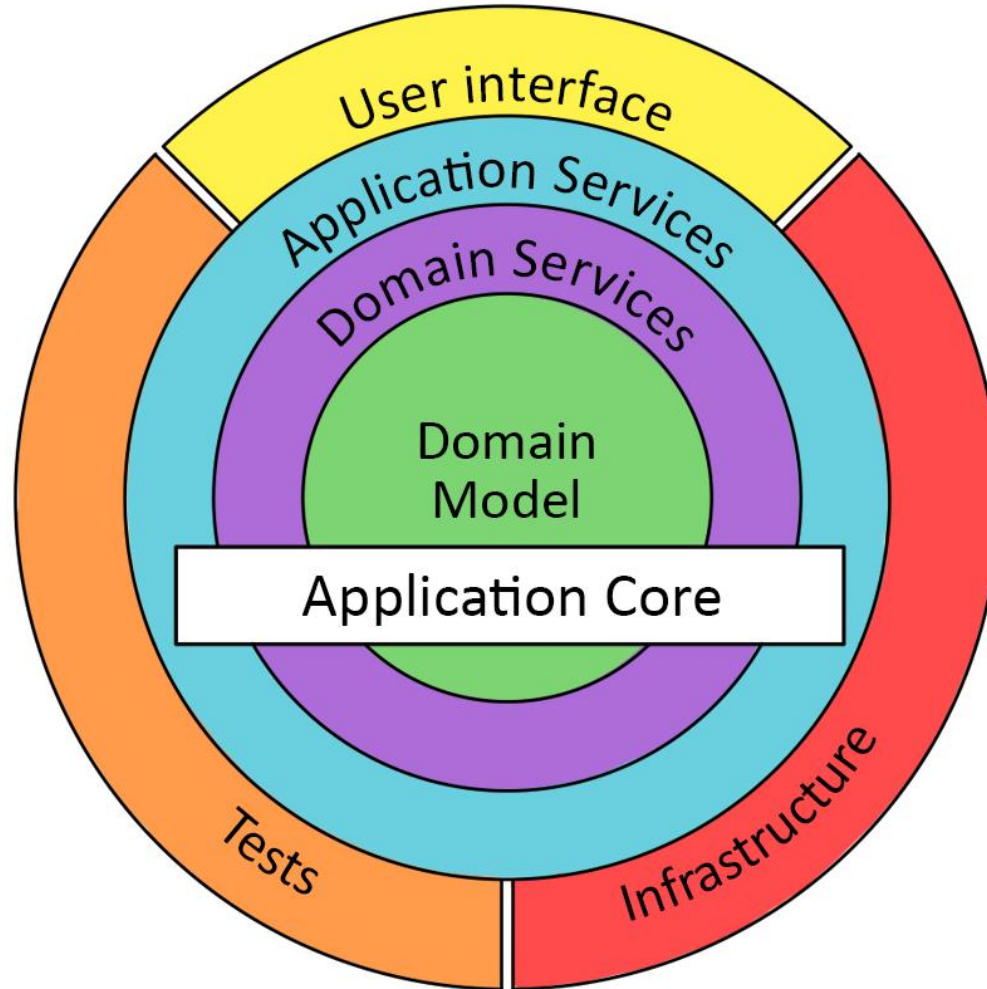 User interface
Application Services
Domain Services
Domain
Model
Application Core
Tests
Infrastructure